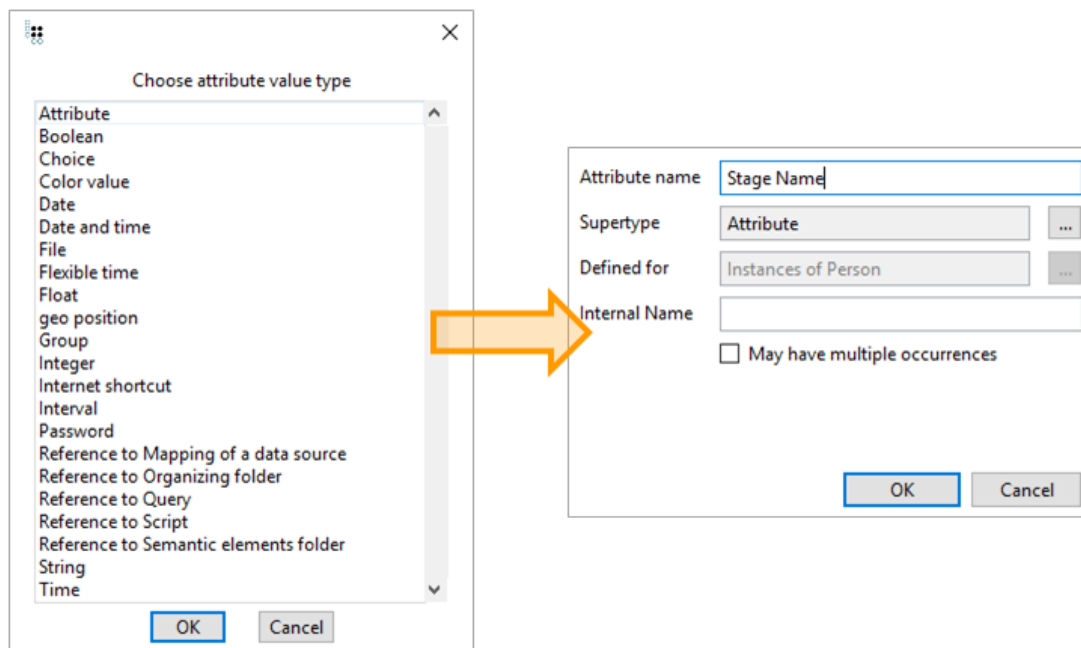 Choose attribute value type
Attribute
Boolean
Choice
Color value
Date
Date and time
File
Flexible time
Float
geo position
Group
Integer
Internet shortcut
Interval
Password
Reference to Mapping of a data source
Reference to Organizing folder
Reference to Query
Reference to Script
Reference to Semantic elements folder
String
Time
OK Cancel
Attribute name Stage Name
Supertype Attribute ...
Defined for Instances of Person ...
Internal Name
May have multiple occurrences
OK Cancel